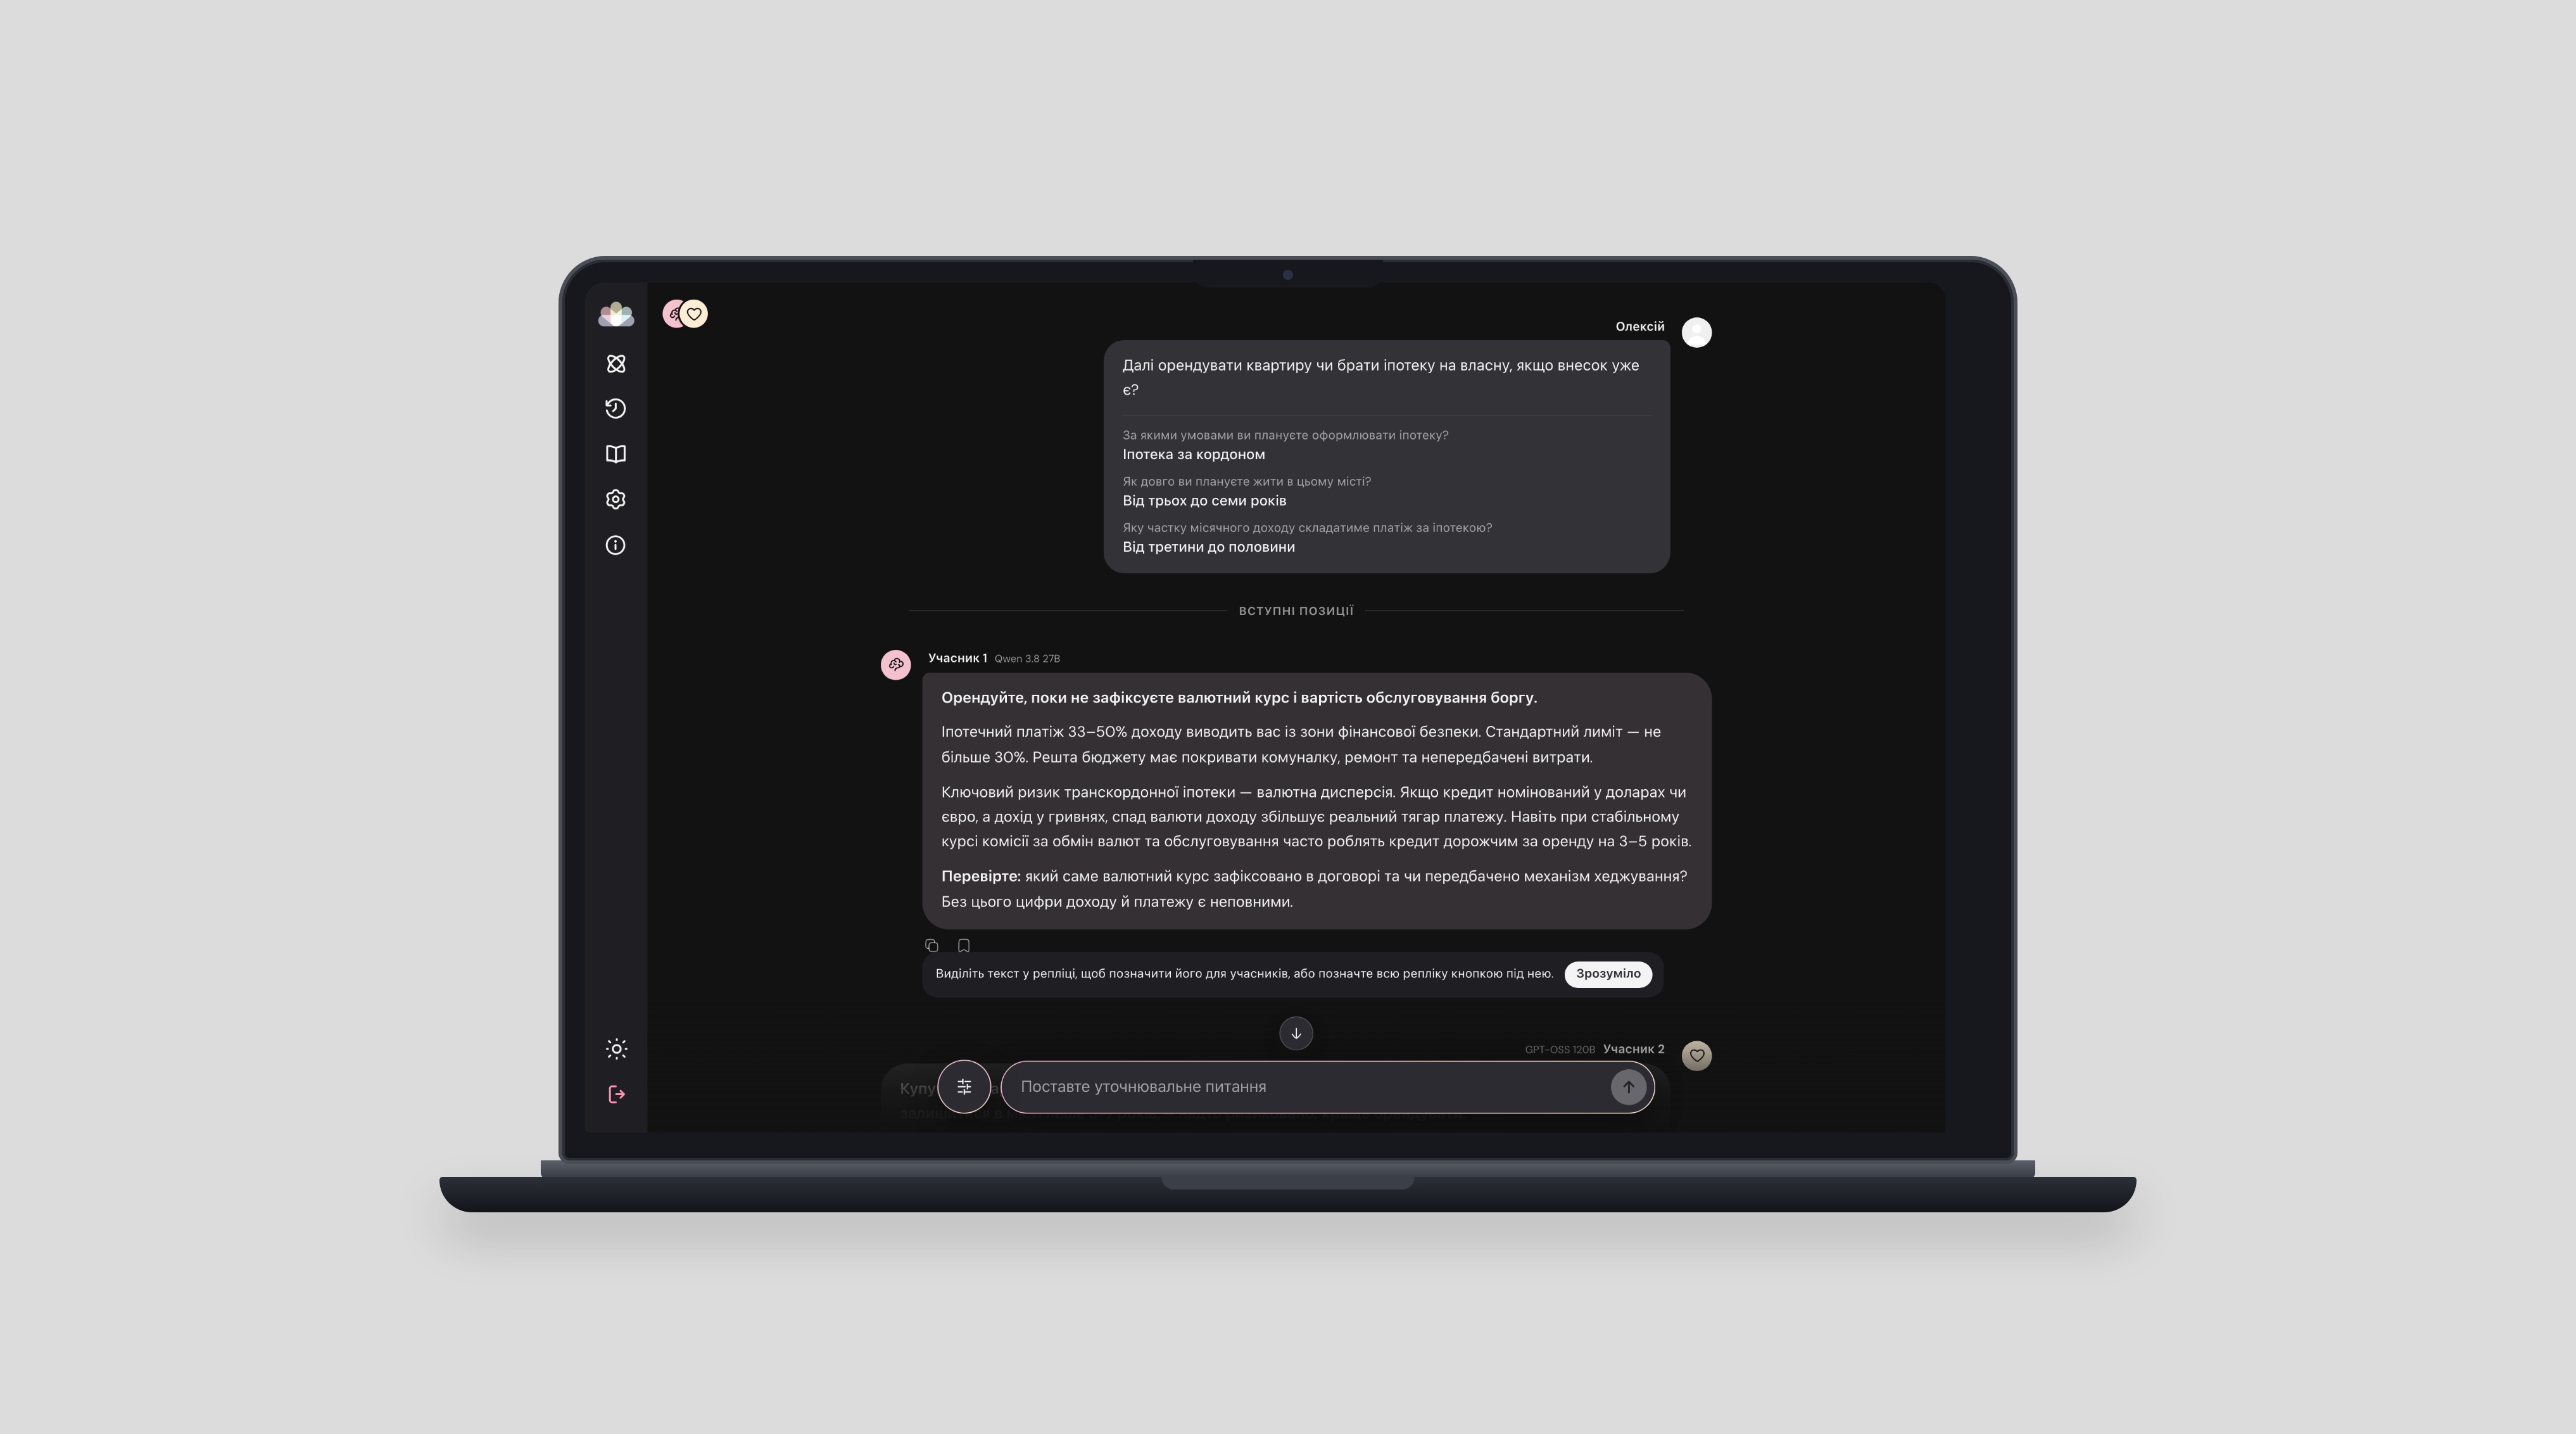 Олексій
Далі орендувати квартиру чи брати іпотеку на власну, якщо внесок уже
є?
За якими умовами ви плануєте оформлювати іпотеку?
Іпотека за кордоном
Як довго ви плануєте жити в цьому місті?
Від трьох до семи років
Яку частку місячного доходу складатиме платіж за іпотекою?
Від третини до половини
ВСТУПНІ ПОЗИЦІЇ
Учасник 1 Qwen 3.8 27B
Орендуйте, поки не зафіксуєте валютний курс і вартість обслуговування боргу.
Іпотечний платіж 33–50% доходу виводить вас із зони фінансової безпеки. Стандартний лиміт — не
більше 30%. Решта бюджету має покривати комуналку, ремонт та непередбачені витрати.
Ключовий ризик транскордонної іпотеки — валютна дисперсія. Якщо кредит номінований у доларах чи
євро, а дохід у гривнях, спад валюти доходу збільшує реальний тягар платежу. Навіть при стабільному
курсі комісії за обмін валют та обслуговування часто роблять кредит дорожчим за оренду на 3–5 років.
Перевірте: який саме валютний курс зафіксовано в договорі та чи передбачено механізм хеджування?
Без цього цифри доходу й платежу є неповними.
Виділіть текст у репліці, щоб позначити його для учасників, або позначте всю репліку кнопкою під нею. Зрозуміло
GPT-OSS 120B Учасник 2
Поставте уточнювальне питання